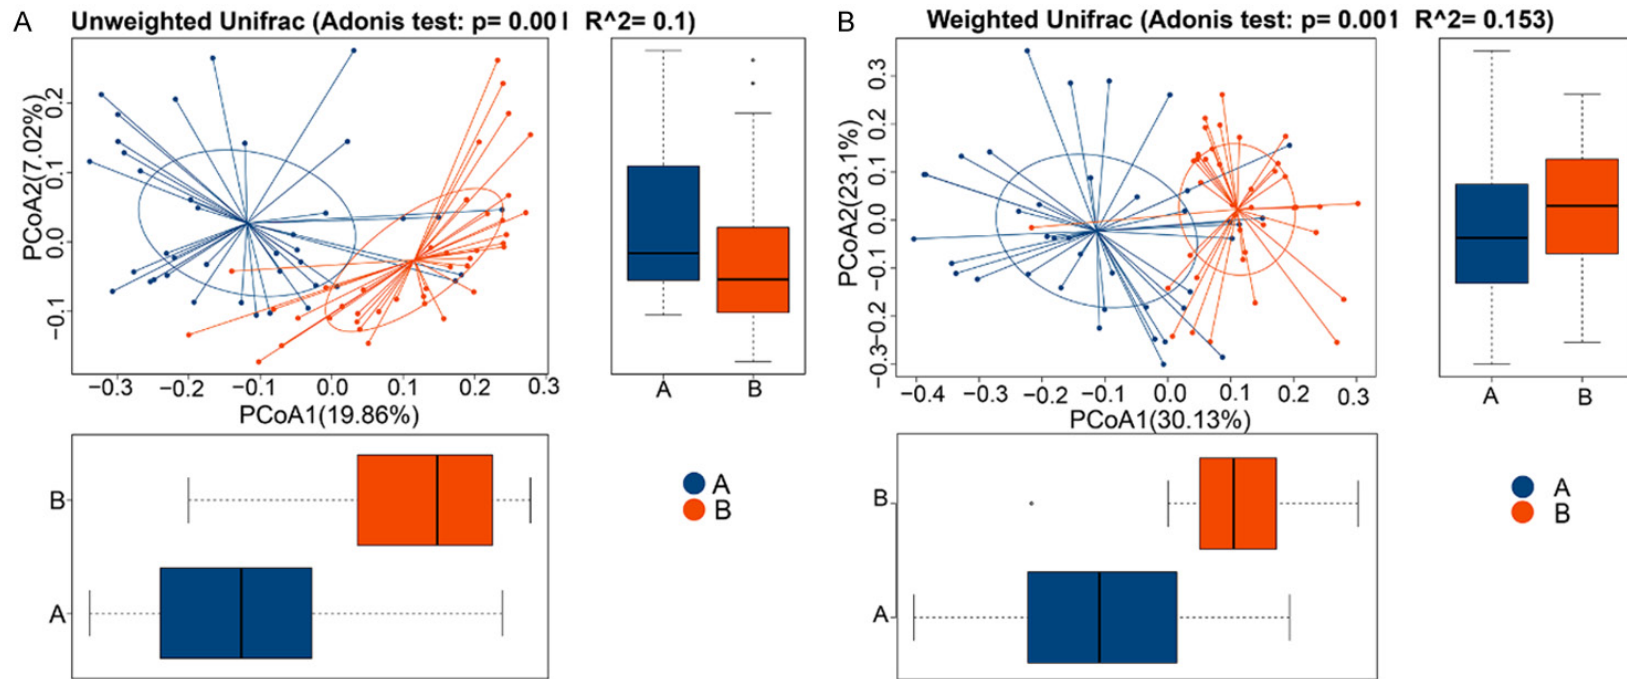 A
Unweighted Unifrac (Adonis test: p= 0.001 R^2= 0.1)
PCoA2(7.02%)
0.2
0.1
0.0
−0.1
−0.3 −0.2 −0.1 0.0 0.1 0.2 0.3
PCoA1(19.86%)
A B
B
A
A
B
B
Weighted Unifrac (Adonis test: p= 0.001 R^2= 0.153)
PCoA2(23.1%)
0.3
0.2
0.1
0.0
−0.1
−0.2
−0.3
−0.4 −0.3 −0.2 −0.1 0.0 0.1 0.2 0.3
PCoA1(30.13%)
A B
B
A
A
B